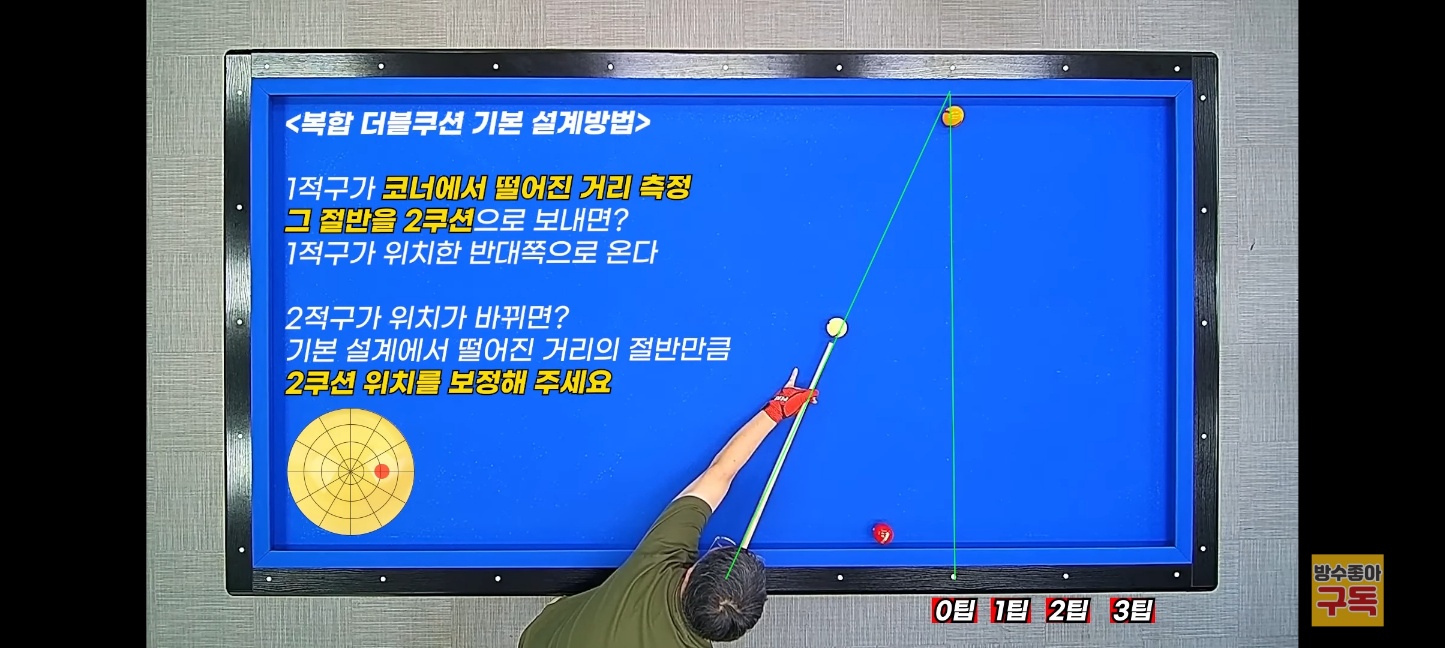 <복합 더블쿠션 기본 설계방법>
1적구가 코너에서 떨어진 거리 측정
그 절반을 2쿠션으로 보내면?
1적구가 위치한 반대쪽으로 온다
2적구가 위치가 바뀌면?
기본 설계에서 떨어진 거리의 절반만큼
2쿠션 위치를 보정해 주세요
0팁 1팁 2팁 3팁
방수좋아
구독